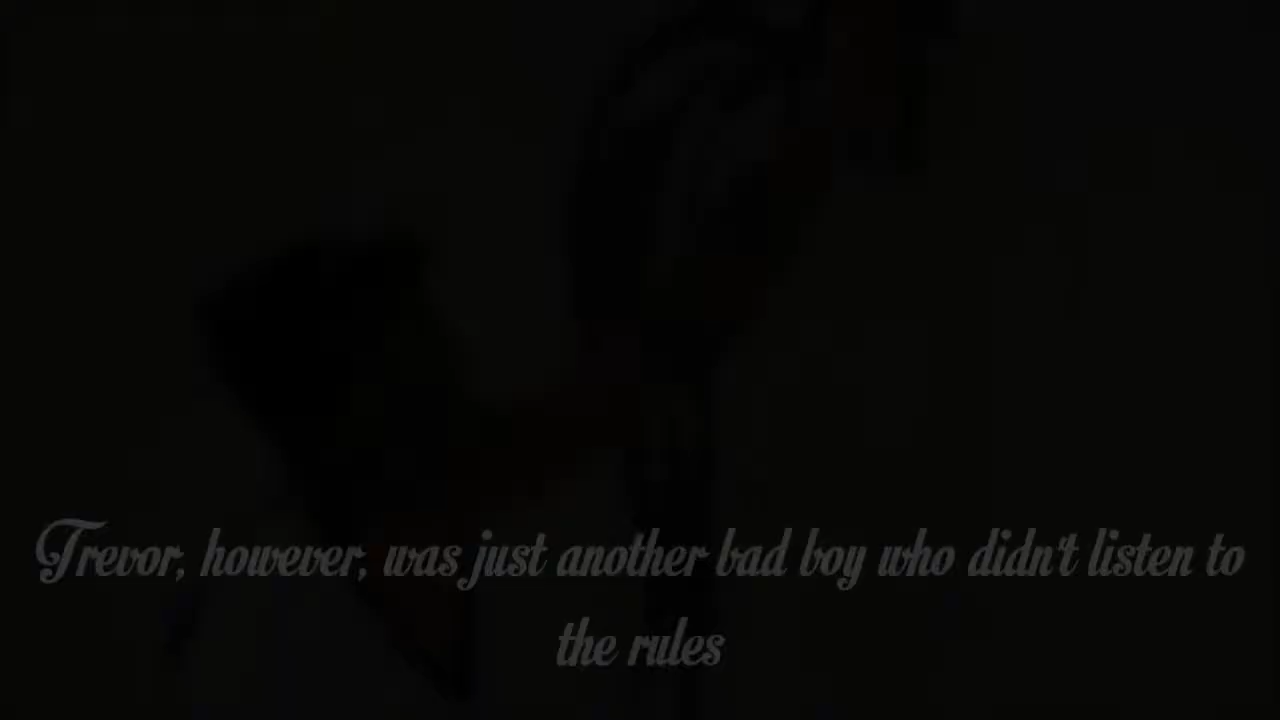 Trevor, however, was just another bad boy who didn't listen to
the rules